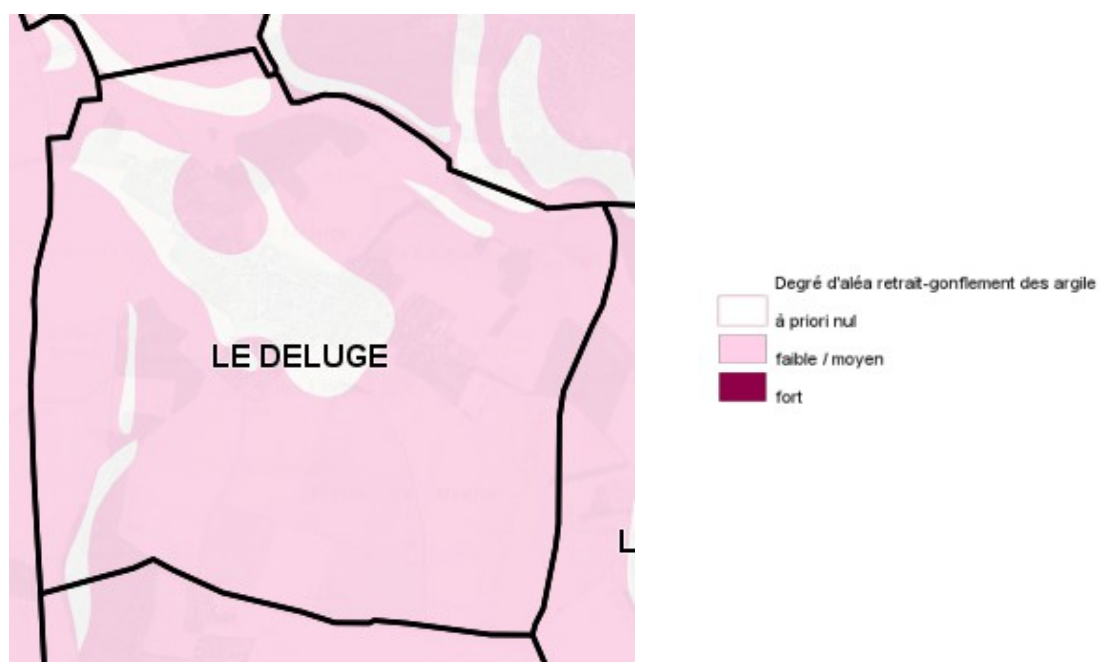 LE DELUGE
L
Degré d'aléa retrait-gonflement des argile
à priori nul
faible / moyen
fort